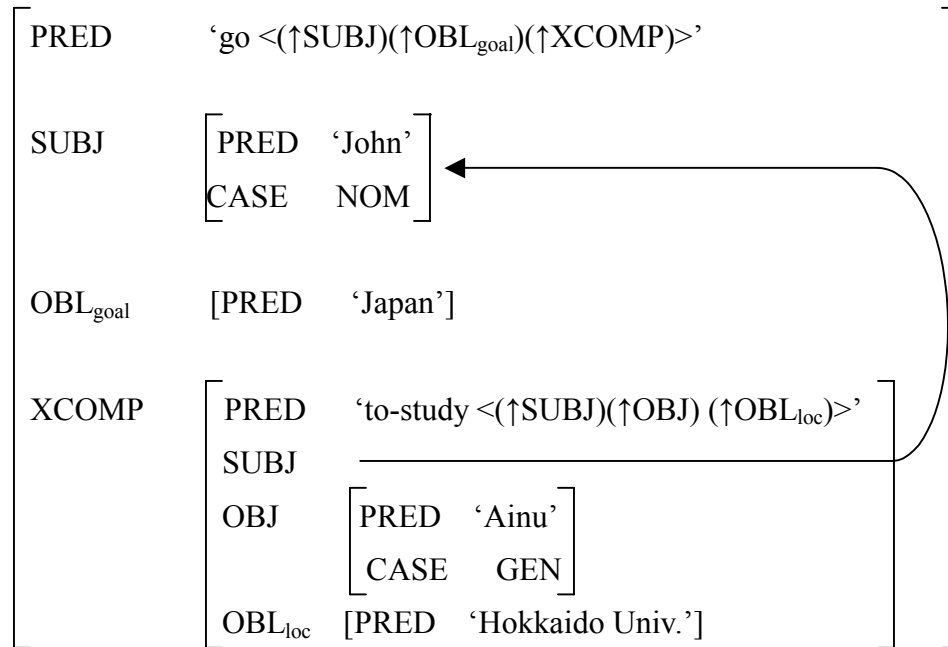 PRED ‘go <(↑SUBJ)(↑OBLgoal)(↑XCOMP)>’
SUBJ PRED ‘John’
CASE NOM
OBLgoal [PRED ‘Japan’]
XCOMP PRED ‘to-study <(↑SUBJ)(↑OBJ) (↑OBLloc)>’
SUBJ
OBJ PRED ‘Ainu’
CASE GEN
OBLloc [PRED ‘Hokkaido Univ.’]